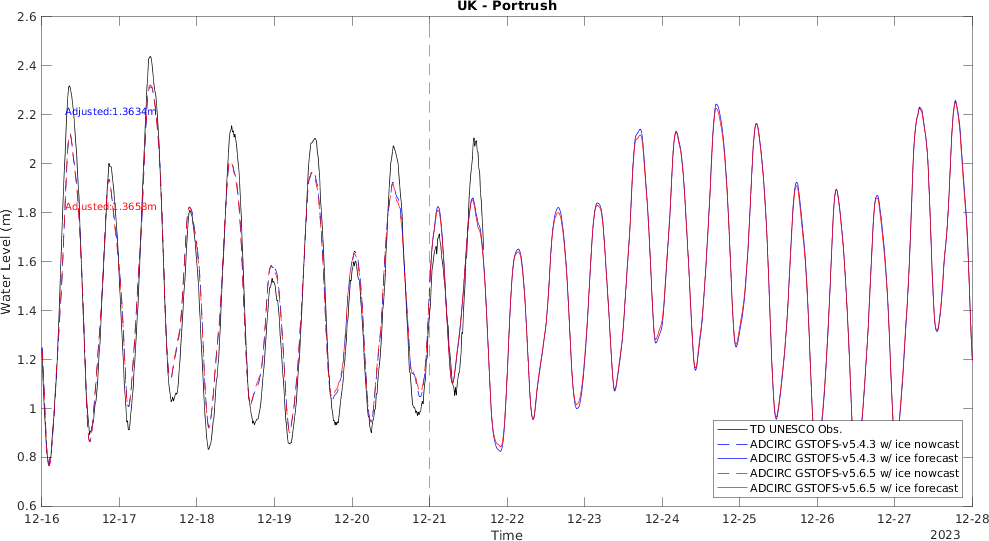 UK - Portrush
2.6
2.4
2.2
2
1.8
1.6
1.4
1.2
1
0.8
0.6
Water Level (m)
Adjusted:1.3634m
Adjusted:1.3653m
TD UNESCO Obs.
ADCIRC GSTOFS-v5.4.3 w/ ice nowcast
ADCIRC GSTOFS-v5.4.3 w/ ice forecast
ADCIRC GSTOFS-v5.6.5 w/ ice nowcast
ADCIRC GSTOFS-v5.6.5 w/ ice forecast
12-16 12-17 12-18 12-19 12-20 12-21 12-22 12-23 12-24 12-25 12-26 12-27 12-28
Time
2023